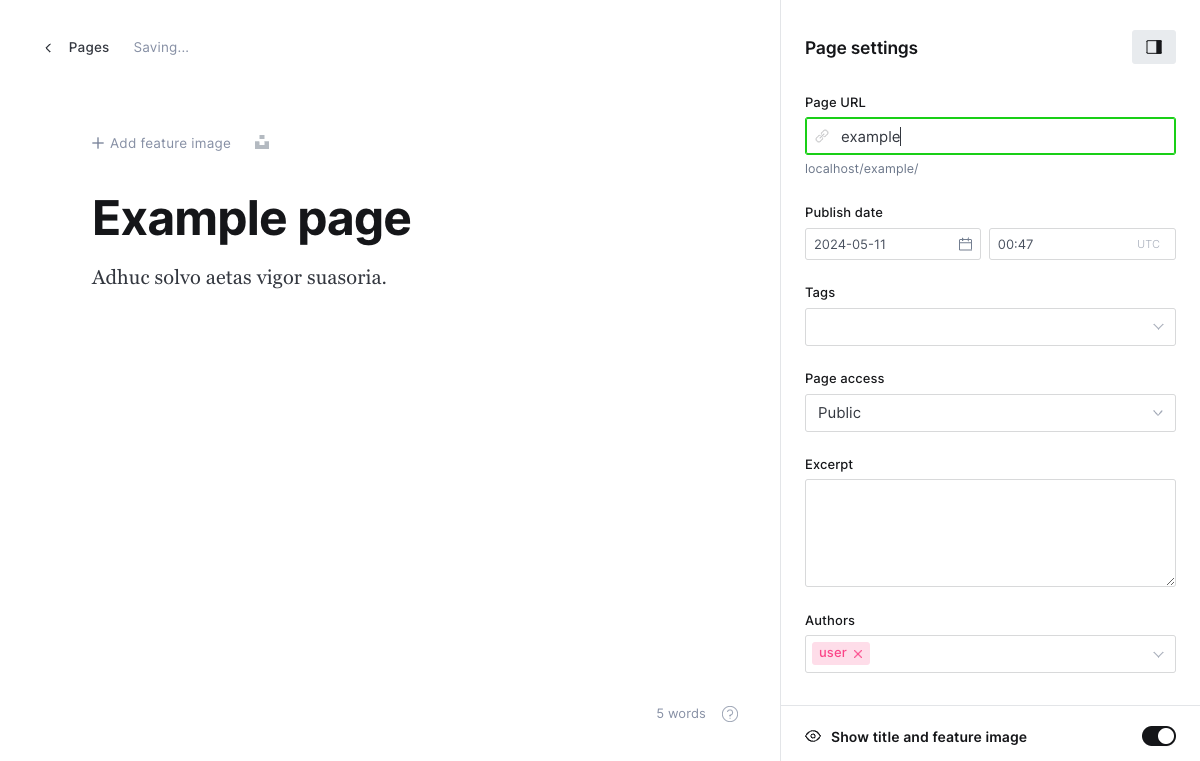 Pages Saving...
Add feature image
Example page
Adhuc solvo aetas vigor suasoria.
5 words ?
Page settings
Page URL
example
localhost/example/
Publish date
2024-05-11 00:47 UTC
Tags
Page access
Public
Excerpt
Authors
user
Show title and feature image